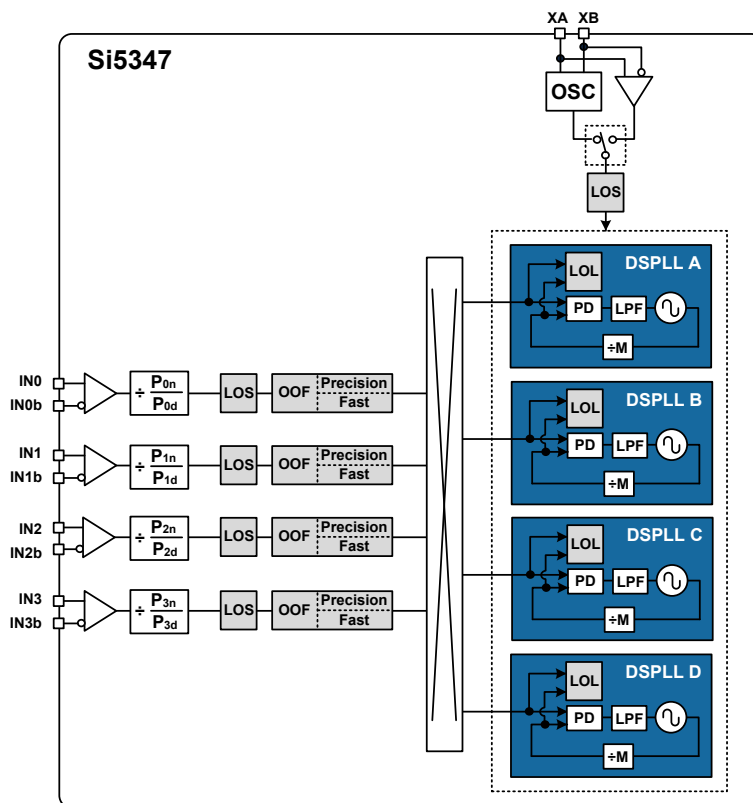 XA XB
Si5347
OSC
LOS
DSPLL A
LOL
PD LPF
÷M
DSPLL B
LOL
PD LPF
÷M
DSPLL C
LOL
PD LPF
÷M
DSPLL D
LOL
PD LPF
÷M
IN0
IN0b
÷ P0n
P0d
LOS
OOF
Precision
Fast
IN1
IN1b
÷ P1n
P1d
LOS
OOF
Precision
Fast
IN2
IN2b
÷ P2n
P2d
LOS
OOF
Precision
Fast
IN3
IN3b
÷ P3n
P3d
LOS
OOF
Precision
Fast